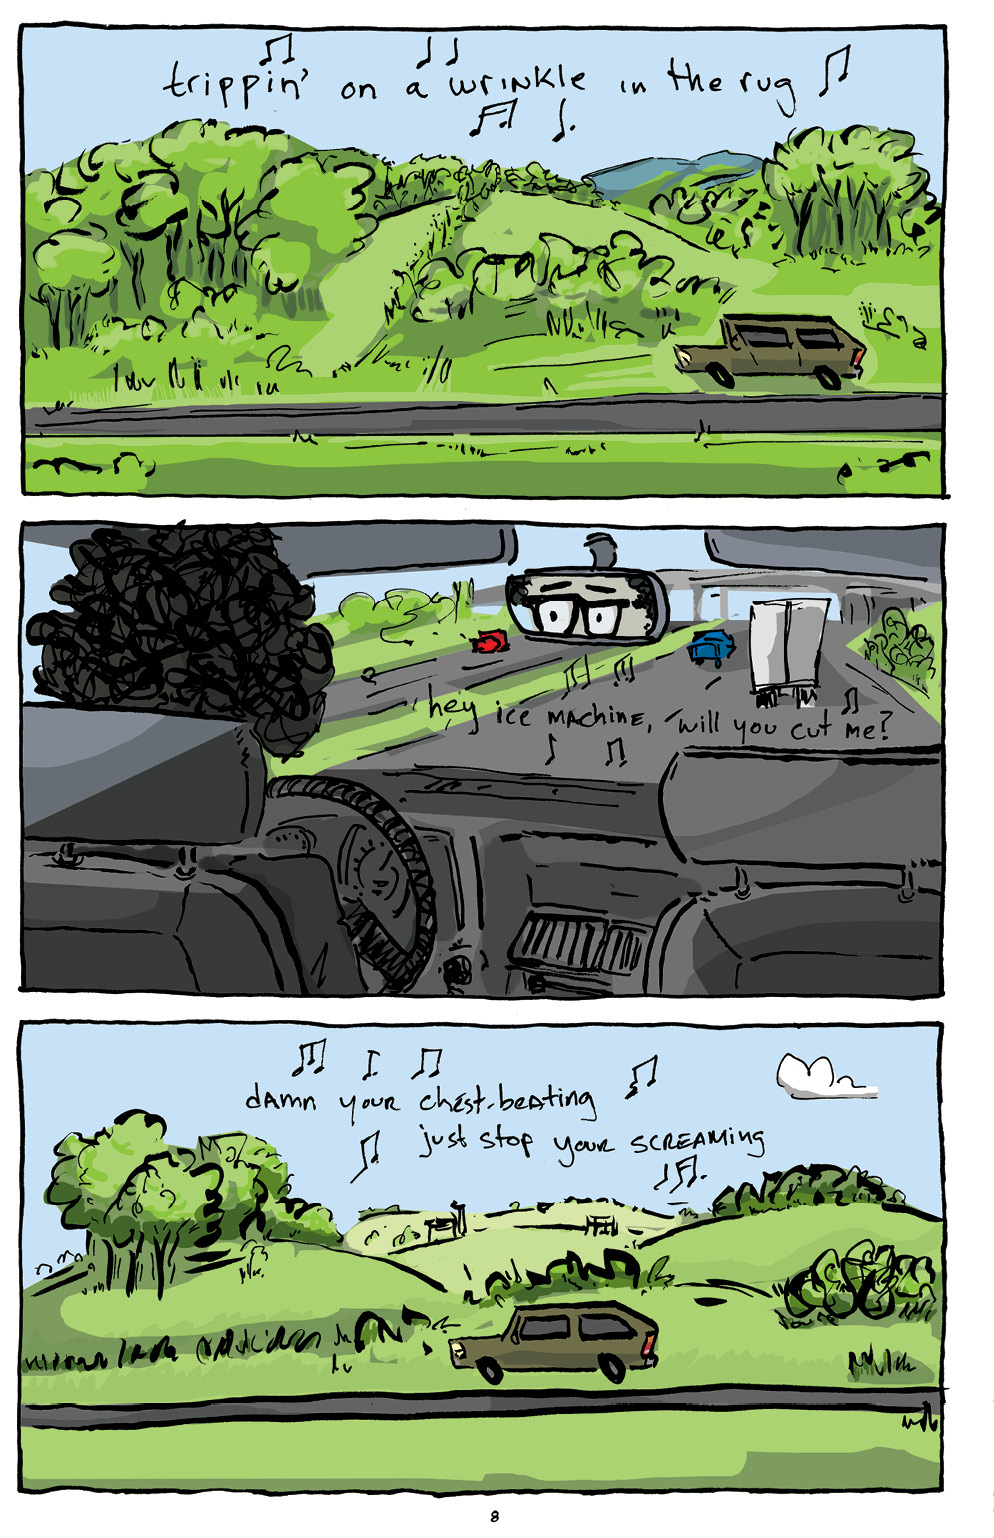 trippin' on a wrinkle in the rug
hey ice machine, will you cut me?
damn your chest-beating
just stop your screaming
8